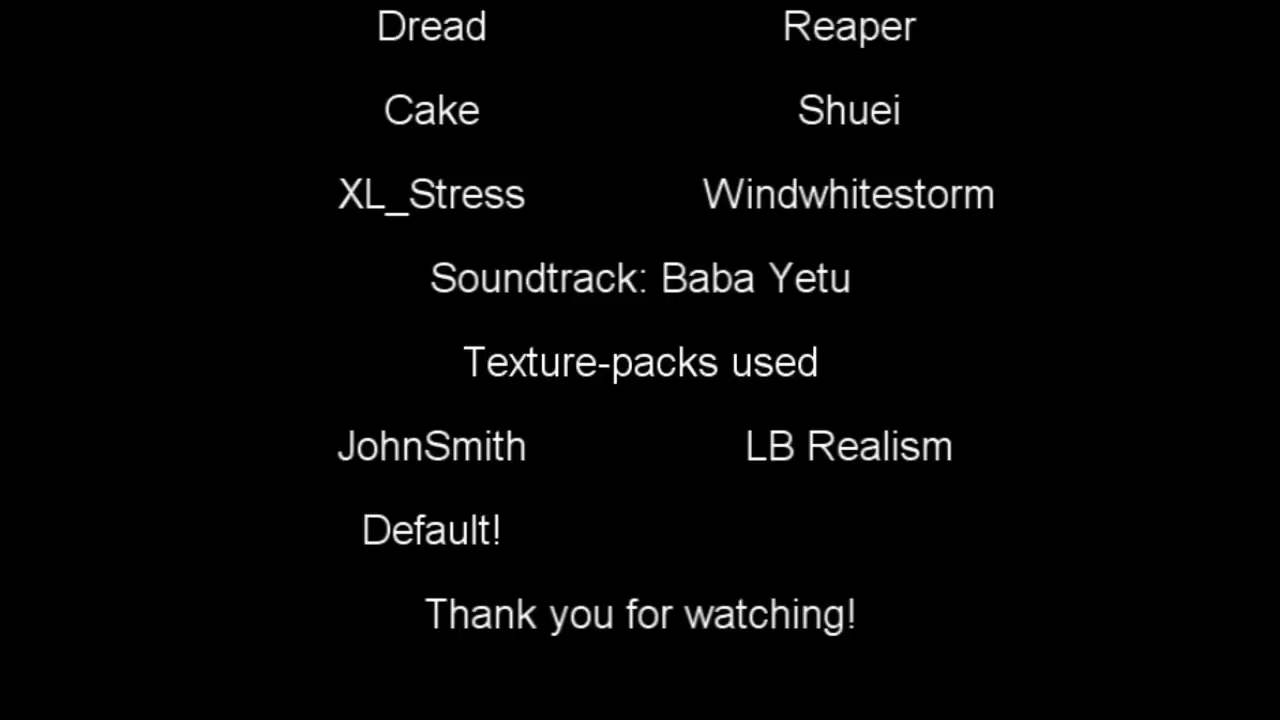 Dread Reaper
Cake Shuei
XL_Stress Windwhitestorm
Soundtrack: Baba Yetu
Texture-packs used
JohnSmith LB Realism
Default!
Thank you for watching!